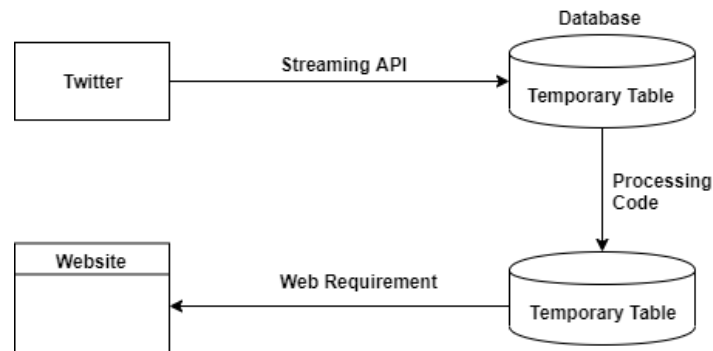 Database
Twitter
Streaming API
Temporary Table
Processing
Code
Website
Web Requirement
Temporary Table